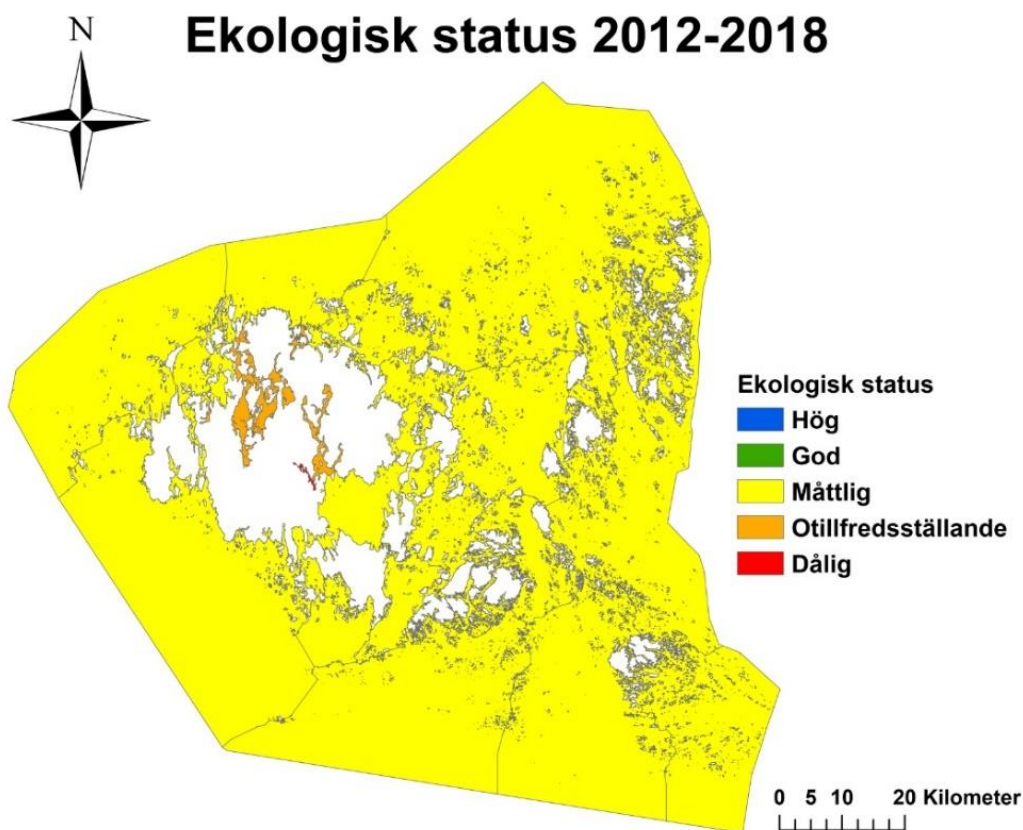 N
Ekologisk status 2012-2018
Ekologisk status
Hög
God
Måttlig
Otillfredsställande
Dålig
0 5 10 20 Kilometer